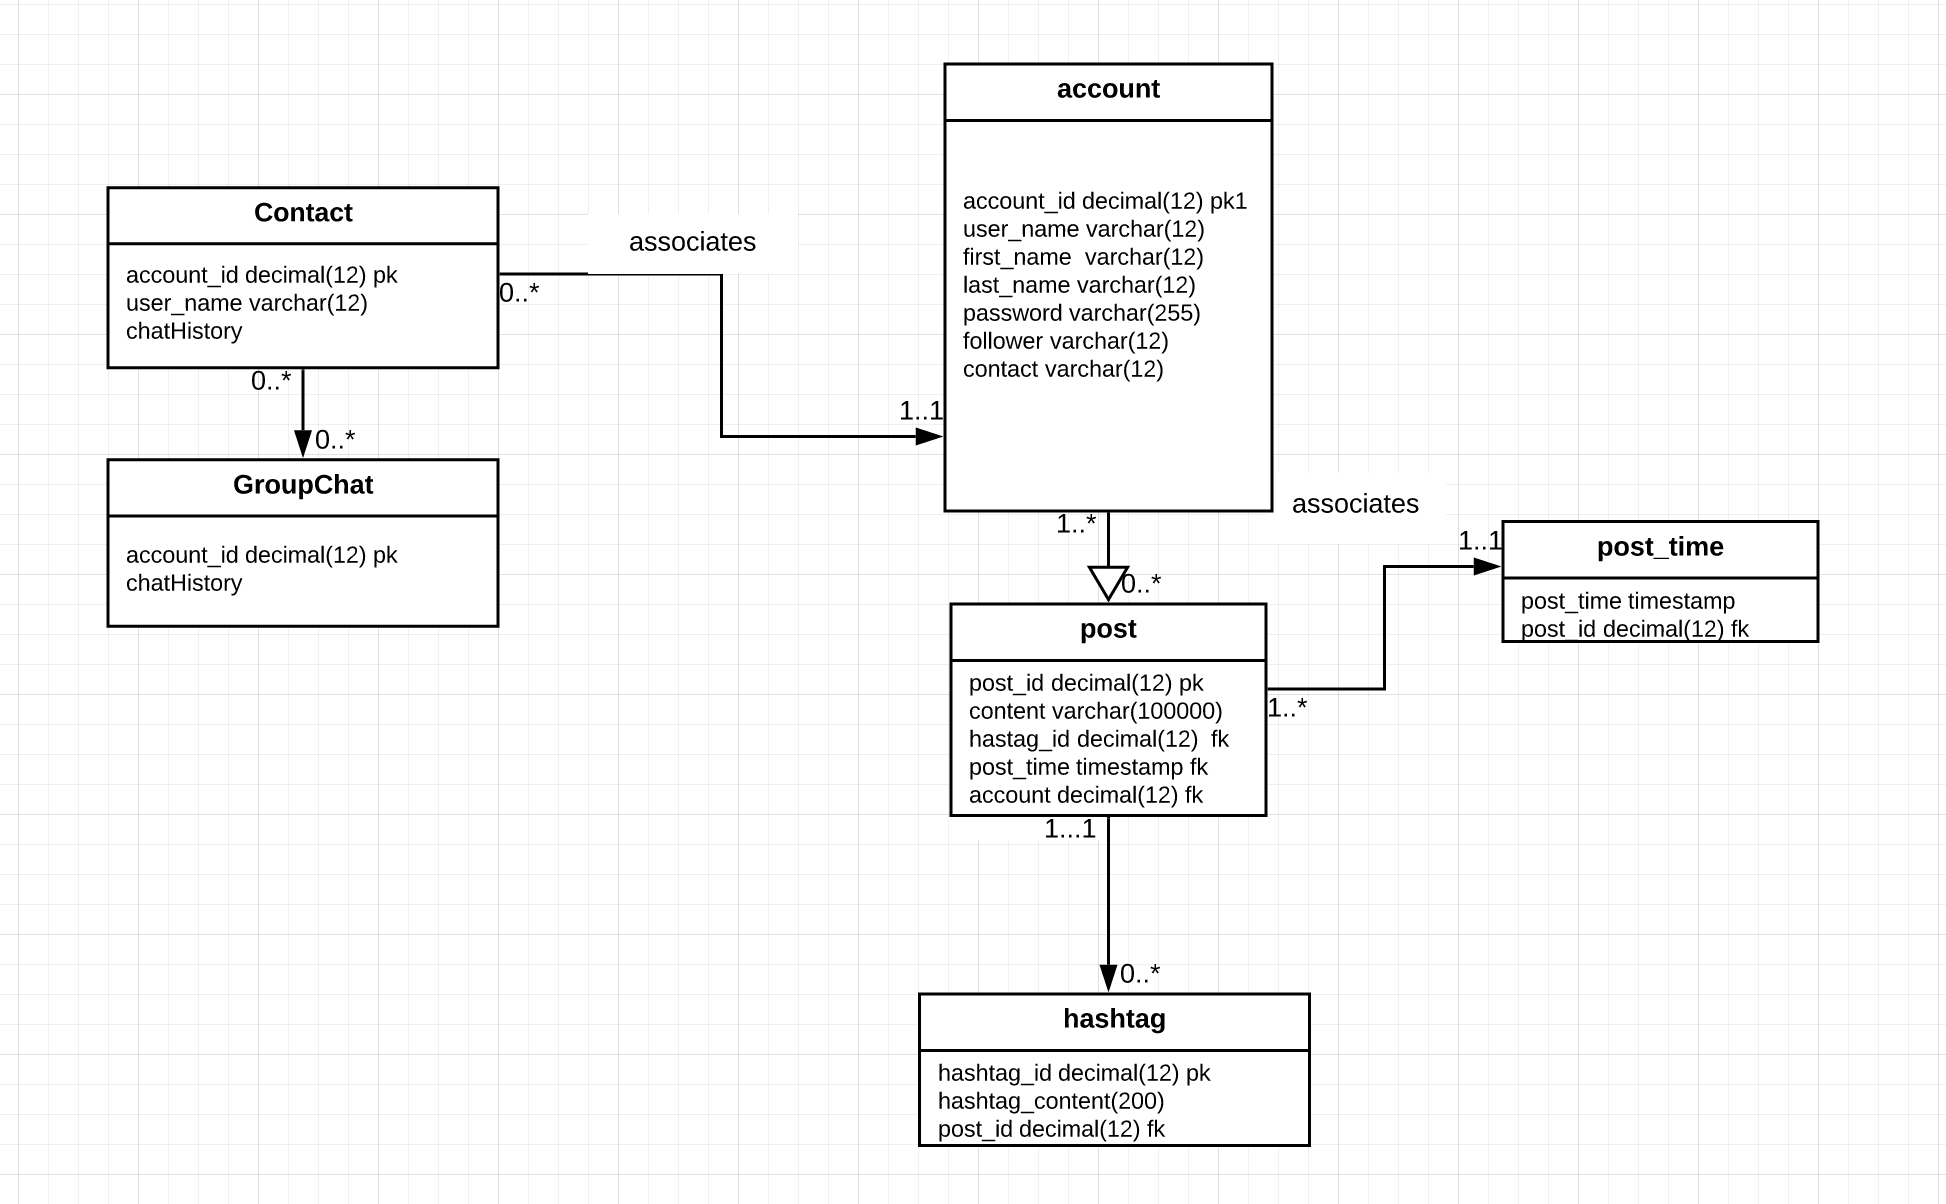 account
account_id decimal(12) pk1
user_name varchar(12)
first_name  varchar(12)
last_name varchar(12)
password varchar(255)
follower varchar(12)
contact varchar(12)
Contact
account_id decimal(12) pk
user_name varchar(12)
chatHistory
associates
0..*
1..1
0..*
0..*
GroupChat
account_id decimal(12) pk
chatHistory
1..*
0..*
associates
1..1
post_time
post_time timestamp
post_id decimal(12) fk
post
post_id decimal(12) pk
content varchar(100000)
hastag_id decimal(12)  fk
post_time timestamp fk
account decimal(12) fk
1..*
1...1
0..*
hashtag
hashtag_id decimal(12) pk
hashtag_content(200)
post_id decimal(12) fk